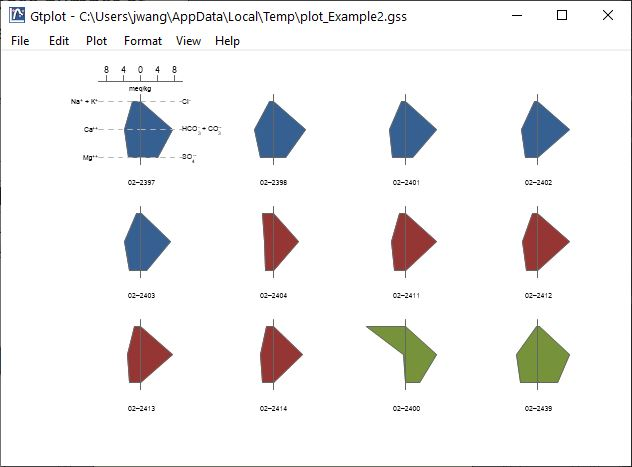 Gtplot - C:\Users\jwang\AppData\Local\Temp\plot_Example2.gss
File Edit Plot Format View Help
8 4 0 4 8
meq/kg
Na⁺ + K⁺ Cl⁻
Ca⁺⁺ HCO₃⁻ + CO₃⁻⁻
Mg⁺⁺ SO₄⁻⁻
02–2397 02–2398 02–2401 02–2402
02–2403 02–2404 02–2411 02–2412
02–2413 02–2414 02–2400 02–2439